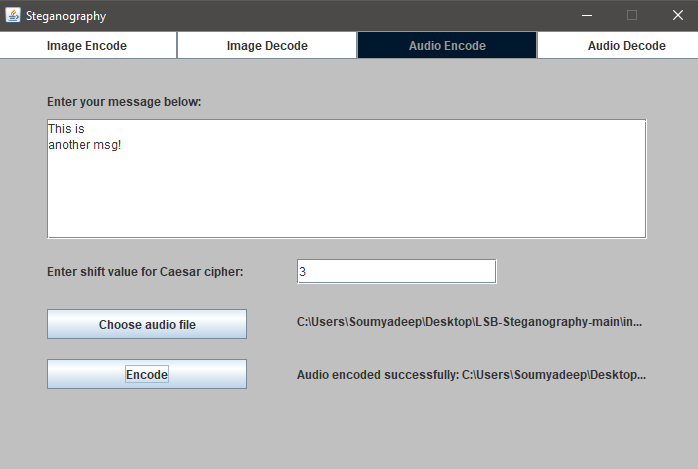 Steganography
Image Encode
Image Decode
Audio Encode
Audio Decode
Enter your message below:
This is
another msg!
Enter shift value for Caesar cipher:
3
Choose audio file
C:\Users\Soumyadeep\Desktop\LSB-Steganography-main\in...
Encode
Audio encoded successfully: C:\Users\Soumyadeep\Desktop...